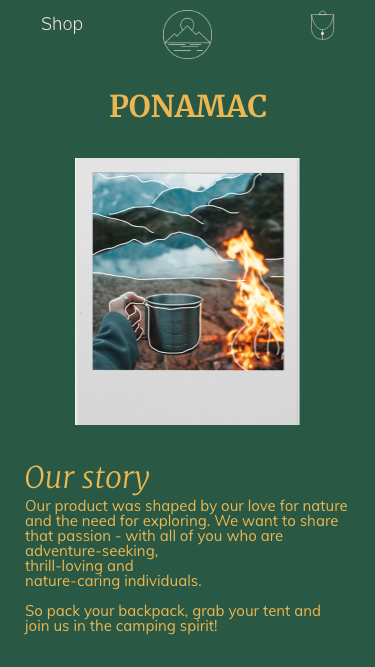 Shop
PONAMAC
Our story
Our product was shaped by our love for nature
and the need for exploring. We want to share
that passion - with all of you who are
adventure-seeking,
thrill-loving and
nature-caring individuals.
So pack your backpack, grab your tent and
join us in the camping spirit!